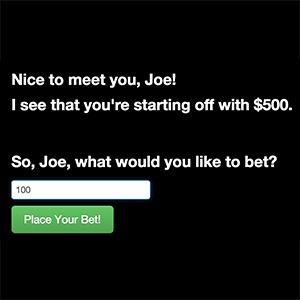 Nice to meet you, Joe!
I see that you're starting off with $500.
So, Joe, what would you like to bet?
100
Place Your Bet!